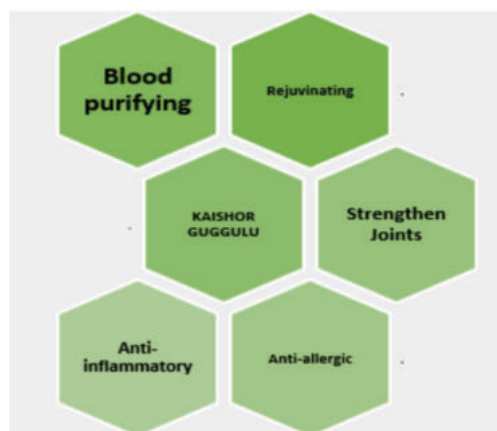 Blood
purifying
Rejuvinating
KAISHOR
GUGGULU
Strengthen
Joints
Anti-
inflammatory
Anti-allergic